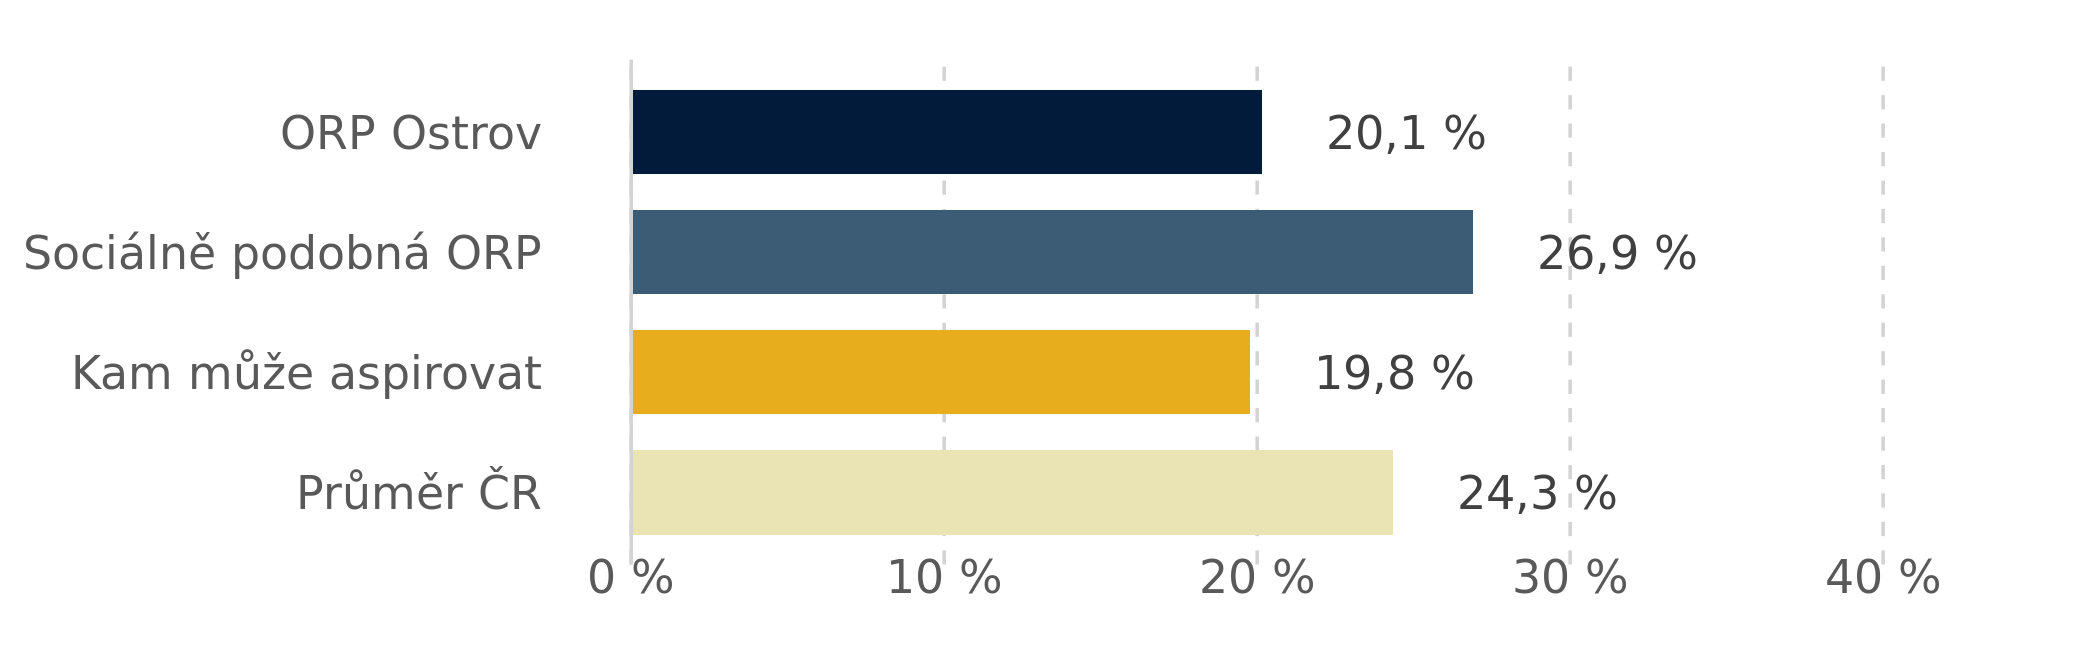 ORP Ostrov 20,1 %
Sociálně podobná ORP 26,9 %
Kam může aspirovat 19,8 %
Průměr ČR 24,3 %
0 % 10 % 20 % 30 % 40 %